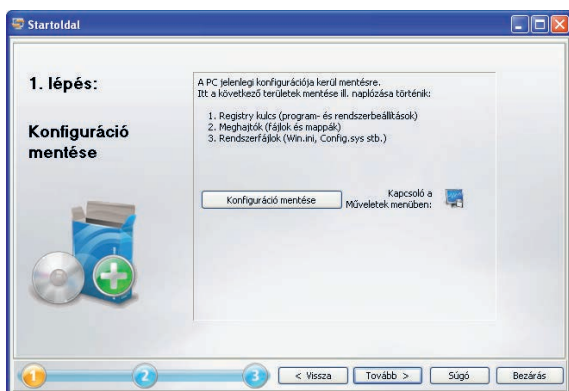 Startoldal
1. lépés:
Konfiguráció
mentése
A PC jelenlegi konfigurációja kerül mentésre.
Itt a következő területek mentése ill. naplózása történik:
1. Registry kulcs (program- és rendszerbeállítások)
2. Meghajtók (fájlok és mappák)
3. Rendszerfájlok (Win.ini, Config.sys stb.)
Konfiguráció mentése
Kapcsoló a
Műveletek menüben:
1
2
3
< Vissza
Tovább >
Súgó
Bezárás